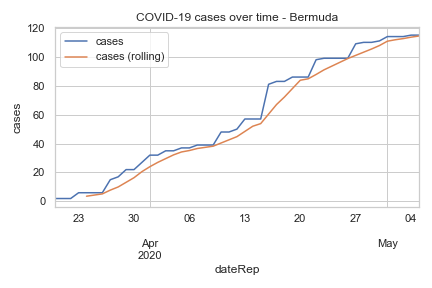 COVID-19 cases over time - Bermuda
cases
cases (rolling)
120
100
80
60
40
20
0
cases
23
30
06
13
20
27
04
Apr
2020
May
dateRep